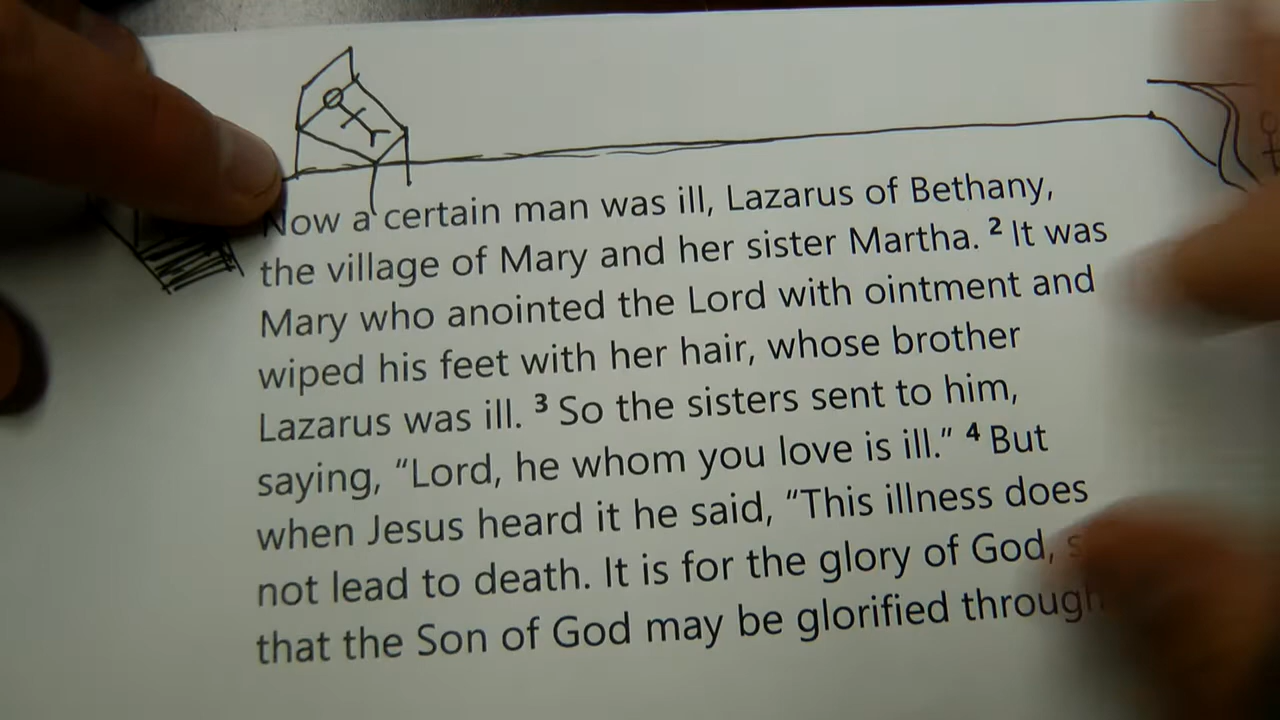 Now a certain man was ill, Lazarus of Bethany,
the village of Mary and her sister Martha. ² It was
Mary who anointed the Lord with ointment and
wiped his feet with her hair, whose brother
Lazarus was ill. ³ So the sisters sent to him,
saying, “Lord, he whom you love is ill.” ⁴ But
when Jesus heard it he said, “This illness does
not lead to death. It is for the glory of God,
that the Son of God may be glorified through